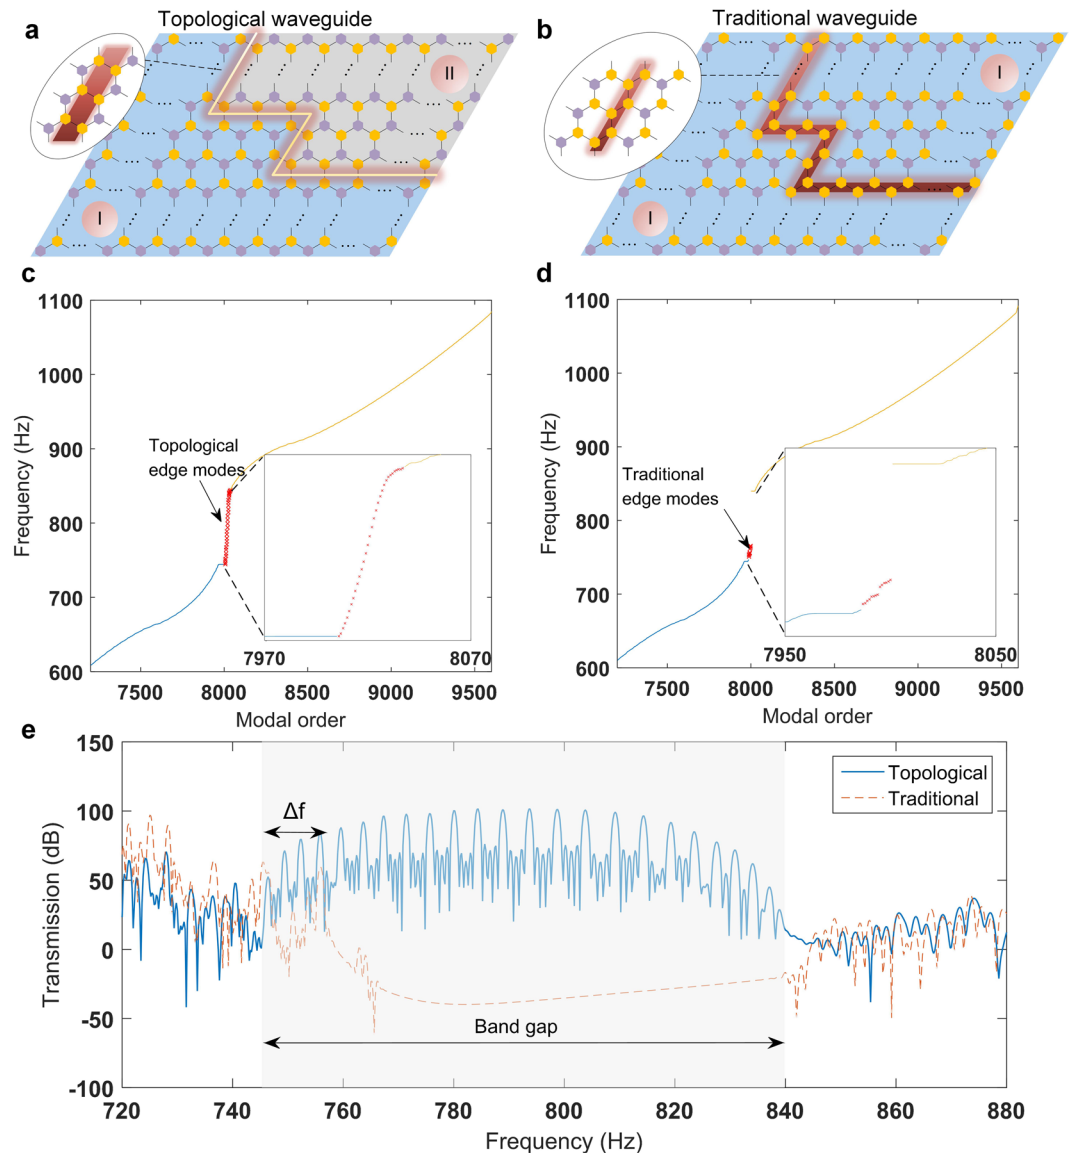 a
Topological waveguide
II
I
...
b
Traditional waveguide
I
I
...
c
1100
1000
900
800
700
600
Frequency (Hz)
Topological
edge modes
7970
8070
7500
8000
8500
9000
9500
Modal order
d
1100
1000
900
800
700
600
Frequency (Hz)
Traditional
edge modes
7950
8050
7500
8000
8500
9000
9500
Modal order
e
150
100
50
0
-50
-100
Transmission (dB)
Δf
Band gap
Topological
Traditional
720
740
760
780
800
820
840
860
880
Frequency (Hz)